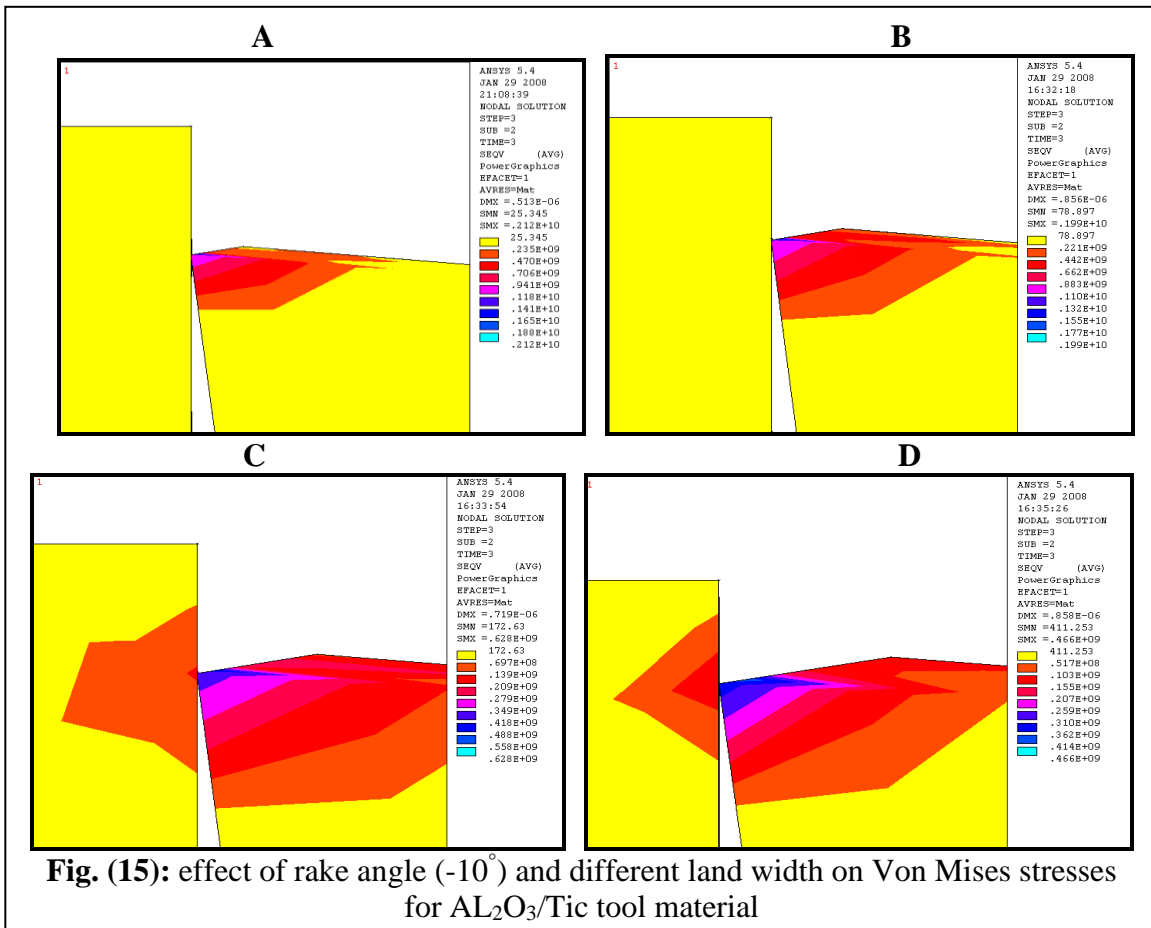 A
1
ANSYS 5.4
JAN 29 2008
21:08:39
NODAL SOLUTION
STEP=3
SUB =2
TIME=3
SEQV (AVG)
PowerGraphics
EFACET=1
AVRES=Mat
DMX =.513E-06
SMN =25.345
SMX =.212E+10
25.345
.235E+09
.470E+09
.706E+09
.941E+09
.118E+10
.141E+10
.165E+10
.188E+10
.212E+10
B
1
ANSYS 5.4
JAN 29 2008
16:32:18
NODAL SOLUTION
STEP=3
SUB =2
TIME=3
SEQV (AVG)
PowerGraphics
EFACET=1
AVRES=Mat
DMX =.856E-06
SMN =78.897
SMX =.199E+10
78.897
.221E+09
.442E+09
.662E+09
.883E+09
.110E+10
.132E+10
.155E+10
.177E+10
.199E+10
C
1
ANSYS 5.4
JAN 29 2008
16:33:54
NODAL SOLUTION
STEP=3
SUB =2
TIME=3
SEQV (AVG)
PowerGraphics
EFACET=1
AVRES=Mat
DMX =.719E-06
SMN =172.63
SMX =.628E+09
172.63
.697E+08
.139E+09
.209E+09
.279E+09
.349E+09
.418E+09
.488E+09
.558E+09
.628E+09
D
1
ANSYS 5.4
JAN 29 2008
16:35:26
NODAL SOLUTION
STEP=3
SUB =2
TIME=3
SEQV (AVG)
PowerGraphics
EFACET=1
AVRES=Mat
DMX =.858E-06
SMN =411.253
SMX =.466E+09
411.253
.517E+08
.103E+09
.155E+09
.207E+09
.259E+09
.310E+09
.362E+09
.414E+09
.466E+09
Fig. (15): effect of rake angle (-10°) and different land width on Von Mises stresses
for AL₂O₃/Tic tool material